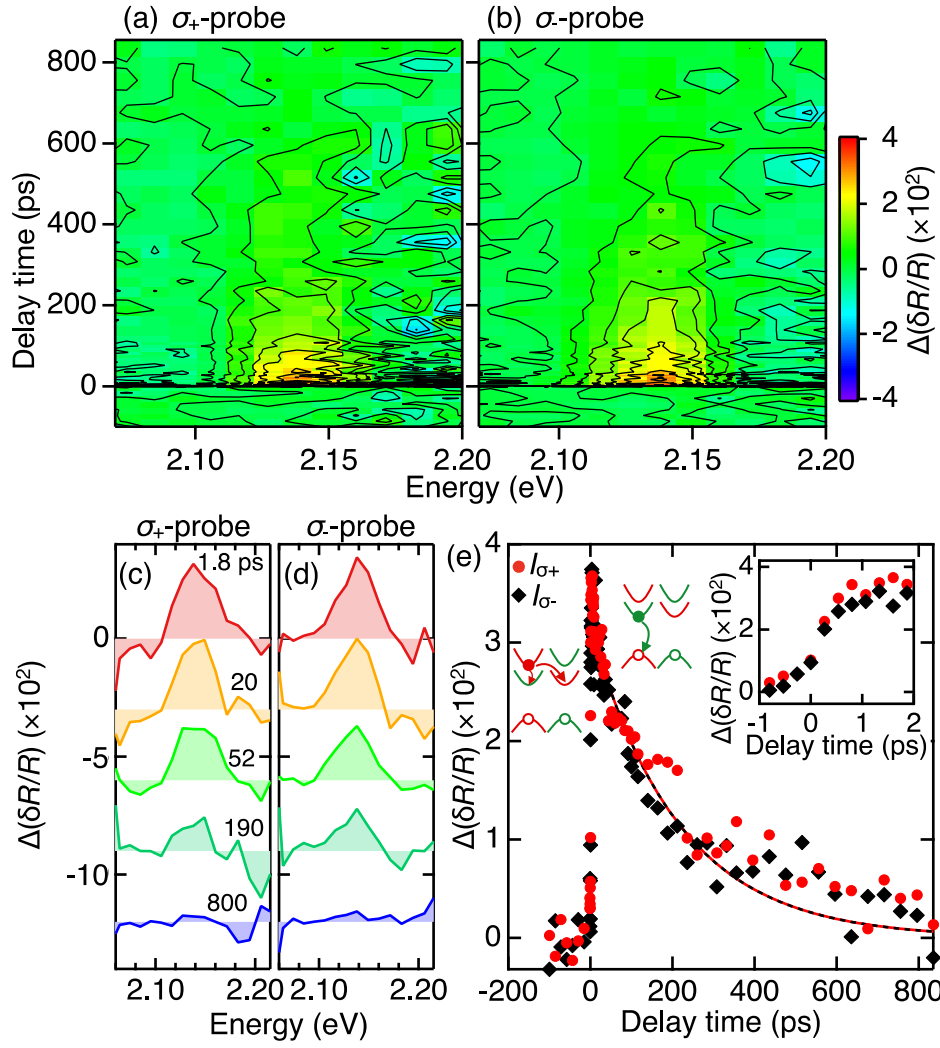 (a) σ+-probe
(b) σ--probe
800
600
400
200
0
Delay time (ps)
2.10
2.15
2.20
2.10
2.15
2.20
Energy (eV)
4
2
0
-2
-4
Δ(δR/R) (×10²)
σ+-probe
σ--probe
(c)
(d)
1.8 ps
20
52
190
800
0
-5
-10
Δ(δR/R) (×10²)
2.10
2.20
2.10
2.20
Energy (eV)
(e)
Iσ+
Iσ-
4
3
2
1
0
Δ(δR/R) (×10²)
-200
0
200
400
600
800
Delay time (ps)
4
2
0
Δ(δR/R) (×10²)
-1
0
1
2
Delay time (ps)